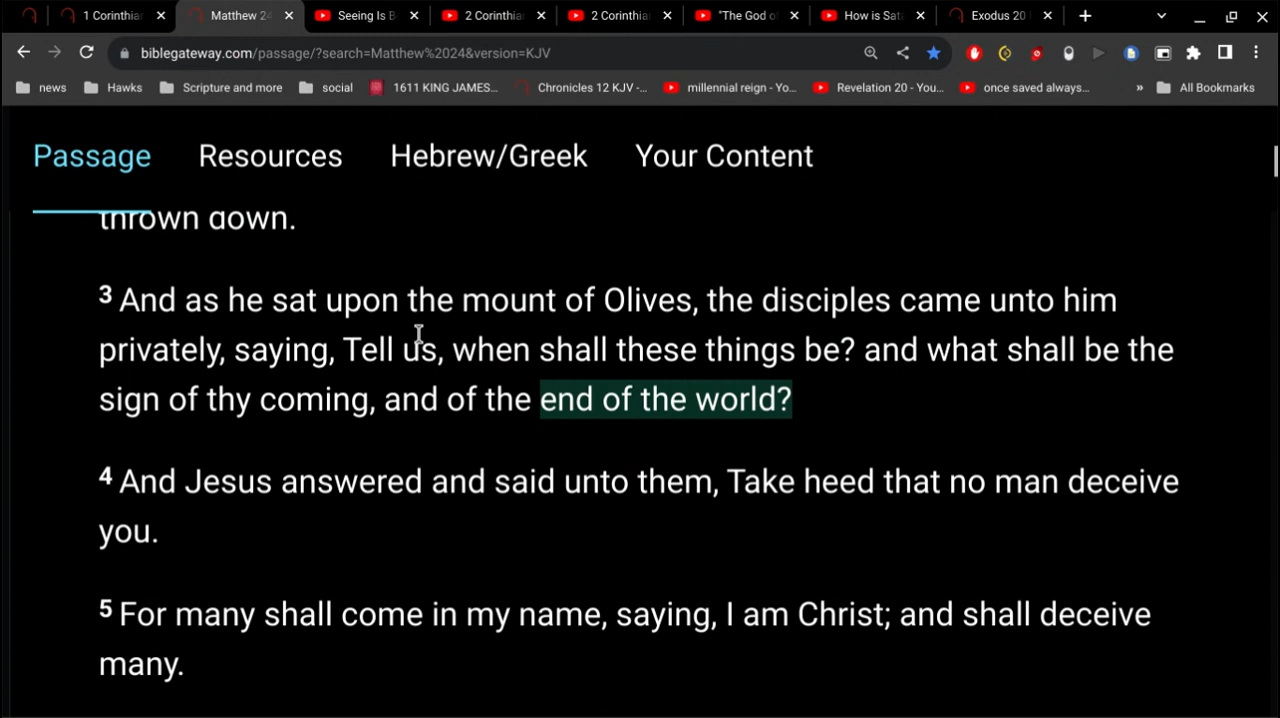 1 Corinthian
Matthew 24
Seeing Is B
2 Corinthian
2 Corinthian
"The God of
How is Sata
Exodus 20
biblegateway.com/passage/?search=Matthew%2024&version=KJV
news
Hawks
Scripture and more
social
1611 KING JAMES...
Chronicles 12 KJV -...
millennial reign - Yo...
Revelation 20 - You...
once saved always...
»
All Bookmarks
Passage
Resources
Hebrew/Greek
Your Content
thrown down.
3 And as he sat upon the mount of Olives, the disciples came unto him
privately, saying, Tell us, when shall these things be? and what shall be the
sign of thy coming, and of the end of the world?
4 And Jesus answered and said unto them, Take heed that no man deceive
you.
5 For many shall come in my name, saying, I am Christ; and shall deceive
many.